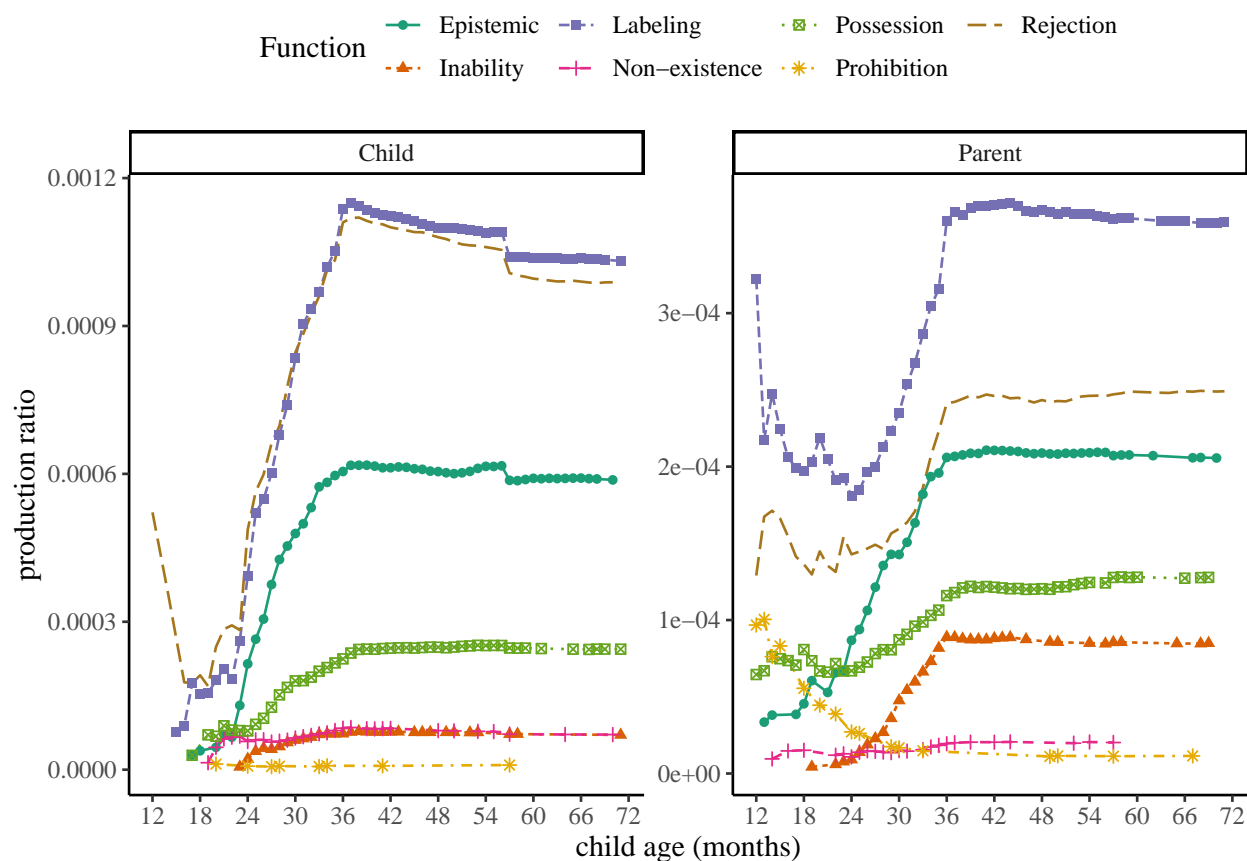 Function
Epistemic Labeling Possession Rejection
Inability Non−existence Prohibition
Child Parent
0.0012
0.0009
0.0006
0.0003
0.0000
3e−04
2e−04
1e−04
0e+00
12 18 24 30 36 42 48 54 60 66 72 12 18 24 30 36 42 48 54 60 66 72
production ratio
child age (months)